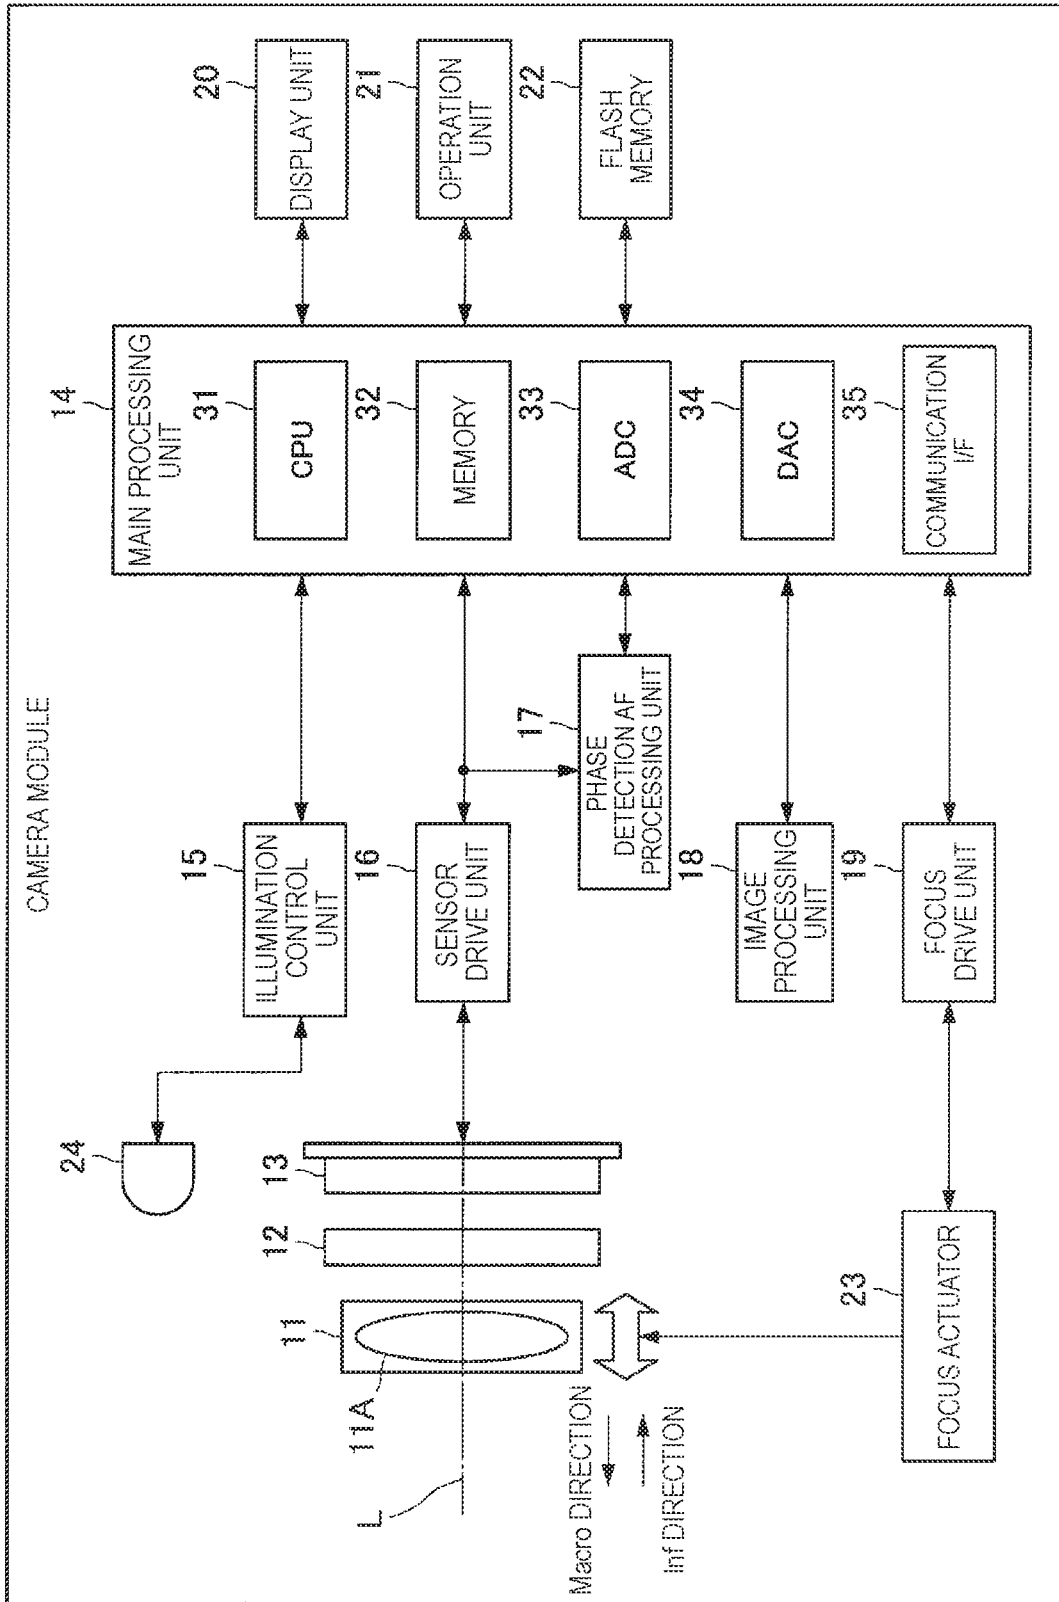 CAMERA MODULE
24
15
ILLUMINATION
CONTROL
UNIT
14
MAIN PROCESSING
UNIT
31
CPU
20
DISPLAY UNIT
11
11A
12
13
L
16
SENSOR
DRIVE UNIT
32
MEMORY
21
OPERATION
UNIT
Macro DIRECTION
Inf DIRECTION
17
PHASE
DETECTION AF
PROCESSING UNIT
33
ADC
22
FLASH
MEMORY
18
IMAGE
PROCESSING
UNIT
34
DAC
23
FOCUS ACTUATOR
19
FOCUS
DRIVE UNIT
35
COMMUNICATION
I/F